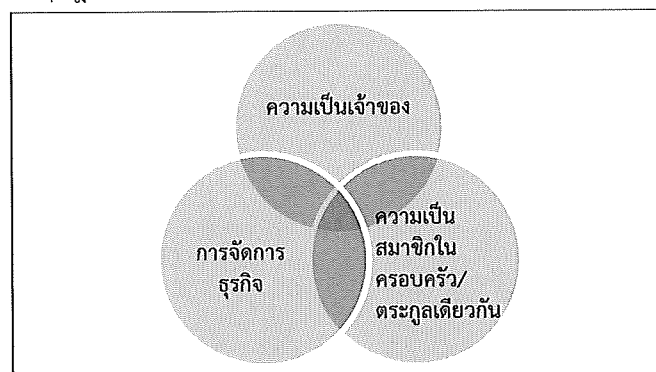 ความเป็นเจ้าของ
การจัดการ
ธุรกิจ
ความเป็น
สมาชิกใน
ครอบครัว/
ตระกูลเดียวกัน